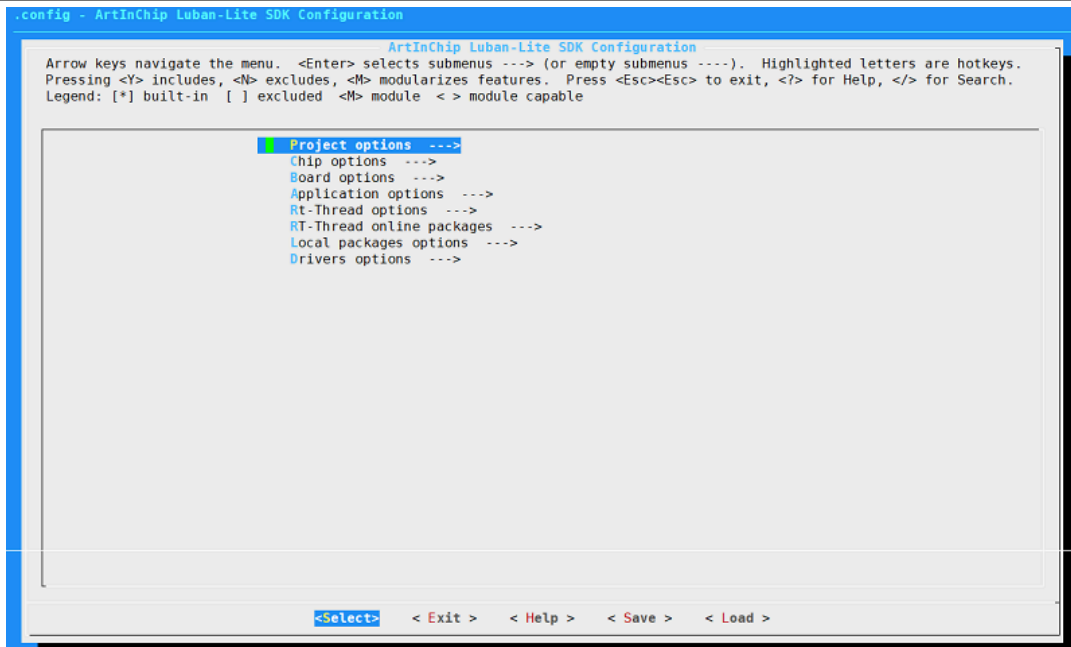 .config - ArtInChip Luban-Lite SDK Configuration
ArtInChip Luban-Lite SDK Configuration
Arrow keys navigate the menu.  <Enter> selects submenus ---> (or empty submenus ----).  Highlighted letters are hotkeys.
Pressing <Y> includes, <N> excludes, <M> modularizes features.  Press <Esc><Esc> to exit, <?> for Help, </> for Search.
Legend: [*] built-in  [ ] excluded  <M> module  < > module capable
Project options  --->
Chip options  --->
Board options  --->
Application options  --->
Rt-Thread options  --->
RT-Thread online packages  --->
Local packages options  --->
Drivers options  --->
<Select>    < Exit >    < Help >    < Save >    < Load >